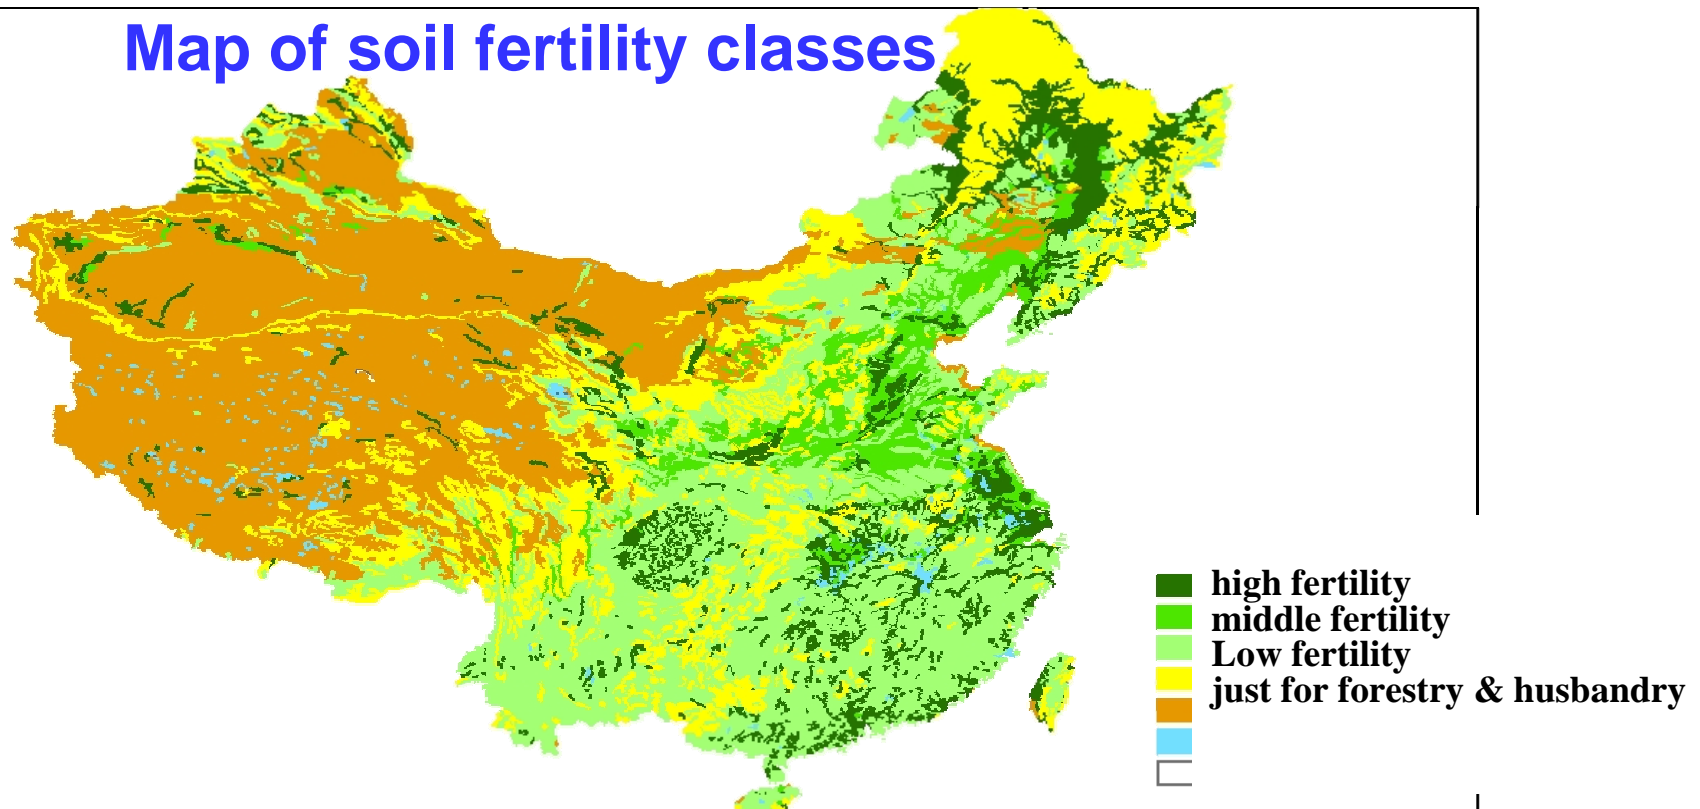 Map of soil fertility classes
high fertility
middle fertility
Low fertility
just for forestry & husbandry